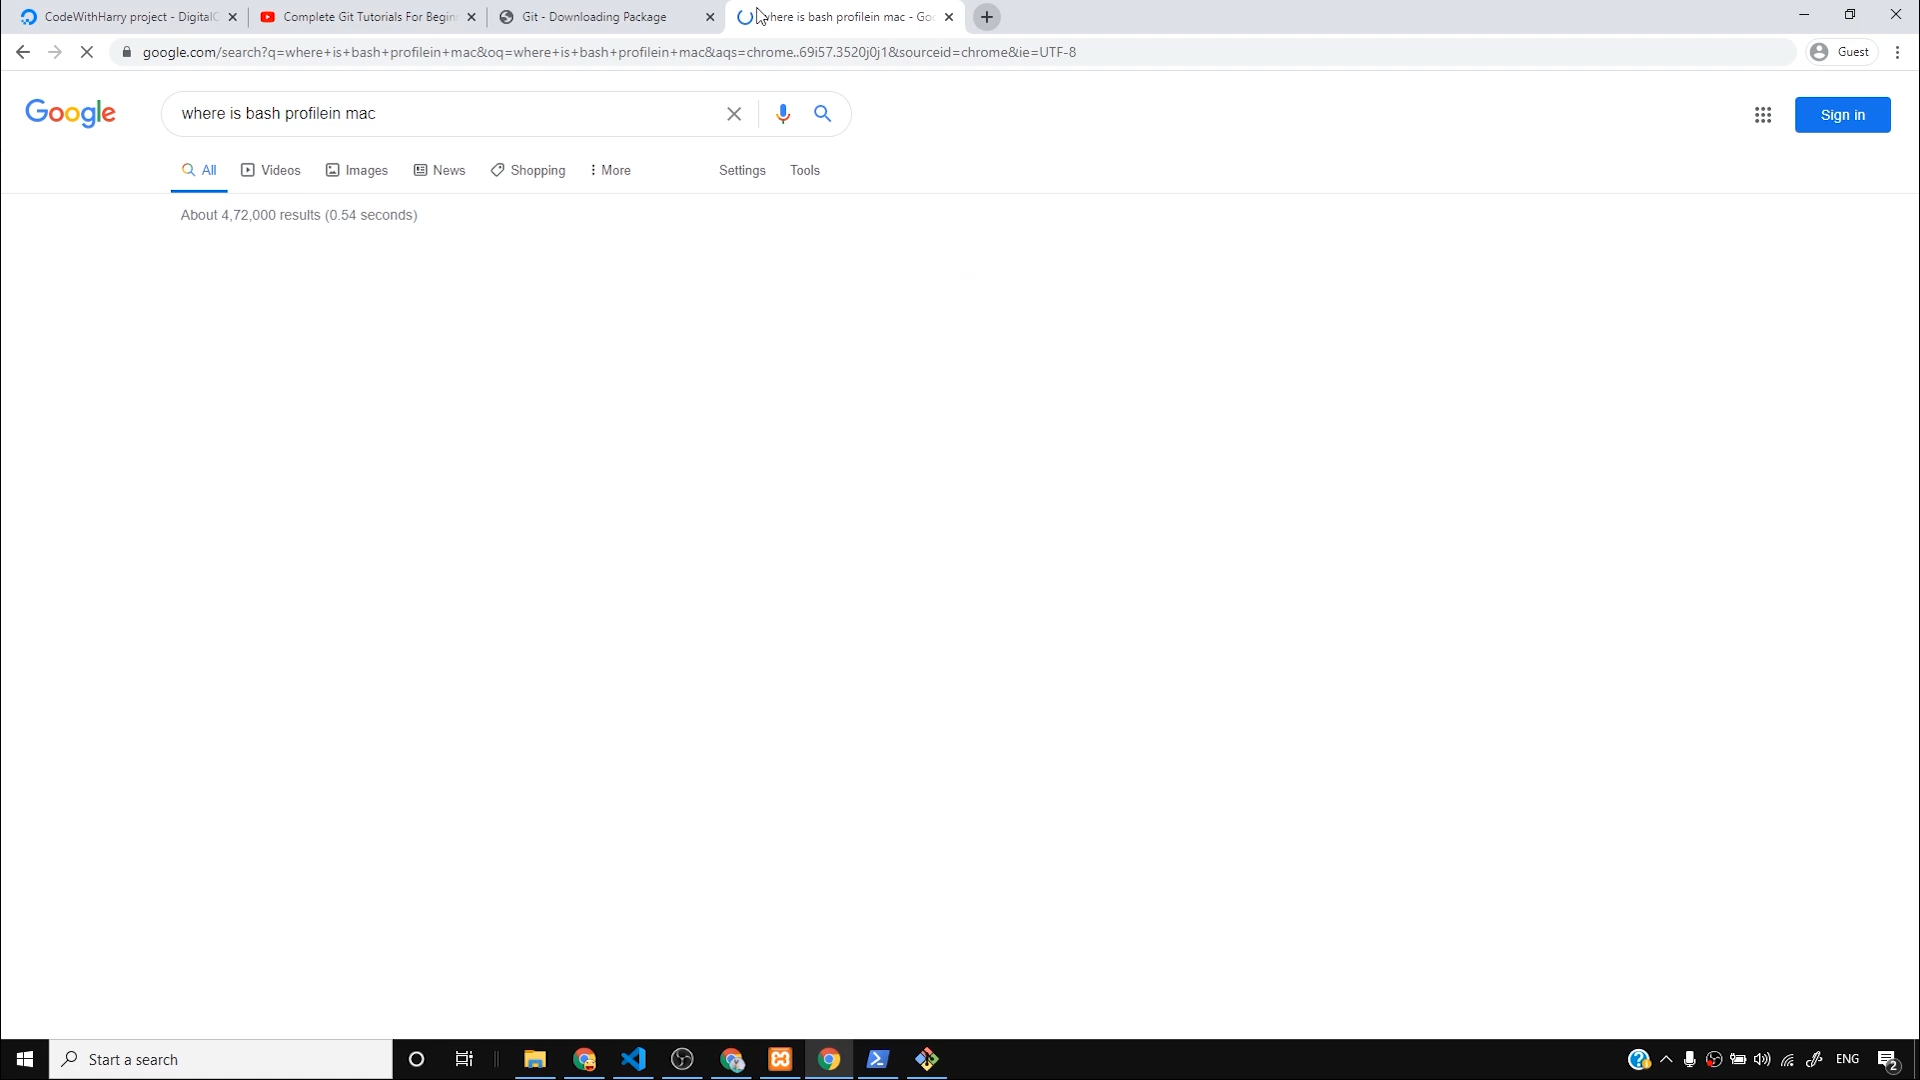 CodeWithHarry project - DigitalC
Complete Git Tutorials For Begin
Git - Downloading Package
where is bash profilein mac - Goo
google.com/search?q=where+is+bash+profilein+mac&oq=where+is+bash+profilein+mac&aqs=chrome..69i57.3520j0j1&sourceid=chrome&ie=UTF-8
Guest
Google
where is bash profilein mac
Sign in
All
Videos
Images
News
Shopping
More
Settings
Tools
About 4,72,000 results (0.54 seconds)
Start a search
ENG
2